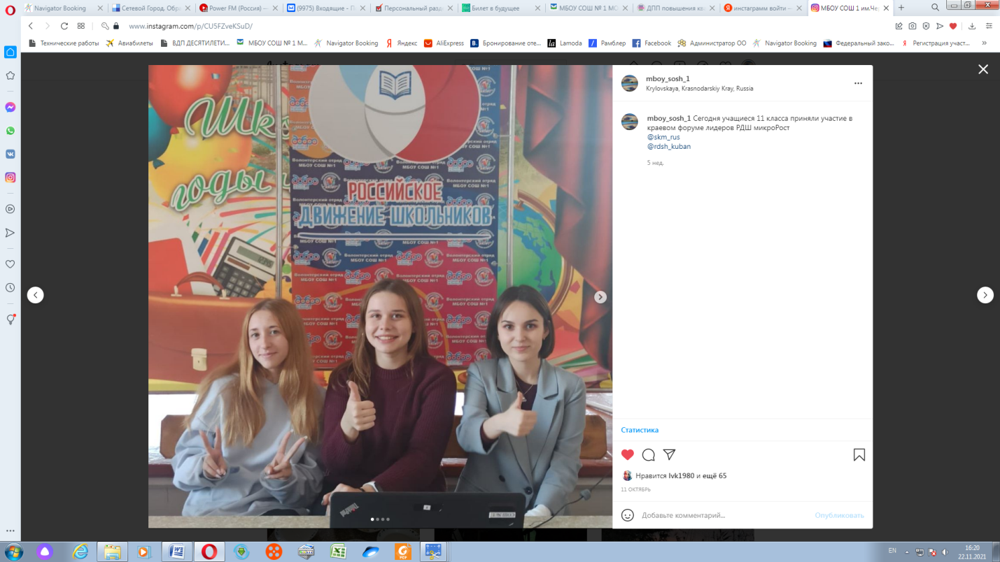 Navigator Booking
Сетевой Город. Обра
Power FM (Россия) —
(9975) Входящие - П
Персональный разд
Билет в будущее
МБОУ СОШ № 1 МО
ДПП повышения кв
инстаграмм войти —
МБОУ СОШ 1 им.Че
www.instagram.com/p/CU5FZveKSuD/
Технические работы
Авиабилеты
ВДП ДЕСЯТИЛЕТИ...
МБОУ СОШ № 1 М...
Navigator Booking
Яндекс
AliExpress
Бронирование оте...
Lamoda
Рамблер
Facebook
Администратор ОО
Navigator Booking
Федеральный зако...
Регистрация участ...
Шк
годы
РОССИЙСКОЕ
ДВИЖЕНИЕ ШКОЛЬНИКОВ
Волонтерский отряд
МБОУ СОШ №1
добро
mboy_sosh_1
Krylovskaya, Krasnodarskiy Kray, Russia
mboy_sosh_1 Сегодня учащиеся 11 класса приняли участие в
краевом форуме лидеров РДШ микроРост
@skm_rus
@rdsh_kuban
5 нед.
Статистика
Нравится lvk1980 и ещё 65
11 ОКТЯБРЬ
Добавьте комментарий...
Опубликовать
EN
16:20
22.11.2021